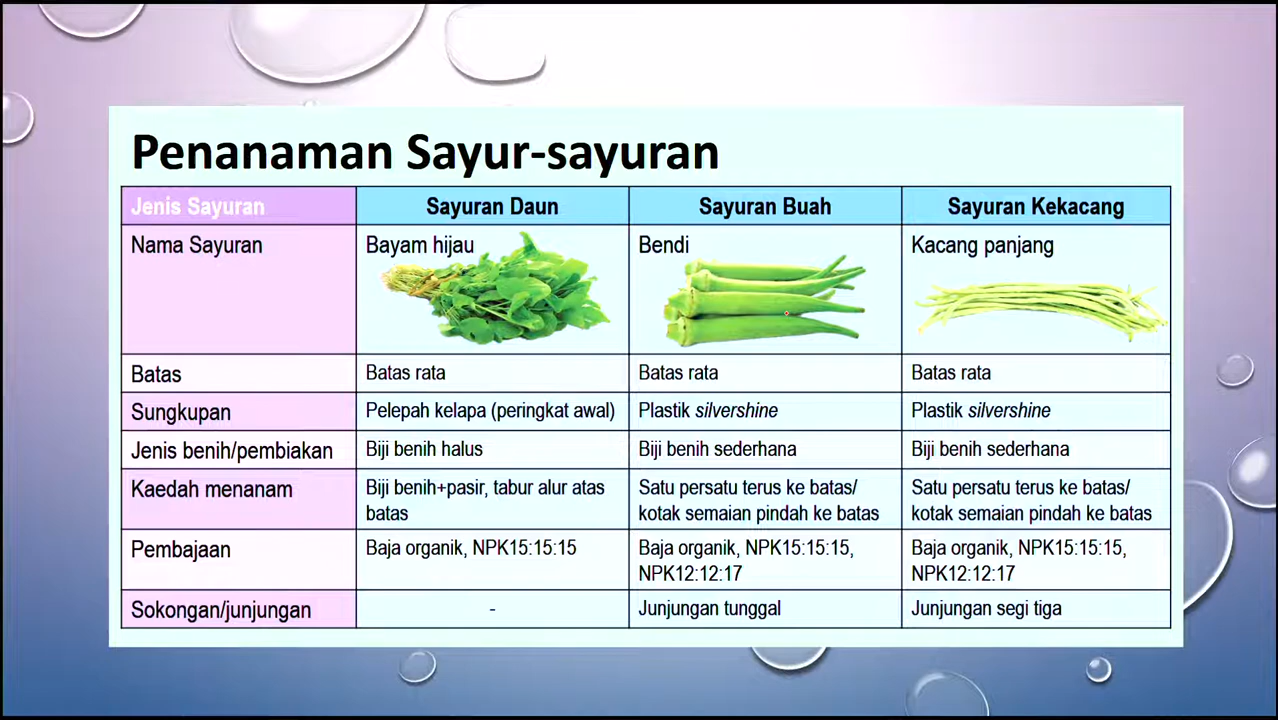 Penanaman Sayur-sayuran
Jenis Sayuran Sayuran Daun Sayuran Buah Sayuran Kekacang
Nama Sayuran Bayam hijau Bendi Kacang panjang
Batas Batas rata Batas rata Batas rata
Sungkupan Pelepah kelapa (peringkat awal) Plastik silvershine Plastik silvershine
Jenis benih/pembiakan Biji benih halus Biji benih sederhana Biji benih sederhana
Kaedah menanam Biji benih+pasir, tabur alur atas Satu persatu terus ke batas/ Satu persatu terus ke batas/
batas kotak semaian pindah ke batas kotak semaian pindah ke batas
Pembajaan Baja organik, NPK15:15:15 Baja organik, NPK15:15:15, Baja organik, NPK15:15:15,
NPK12:12:17 NPK12:12:17
Sokongan/junjungan - Junjungan tunggal Junjungan segi tiga